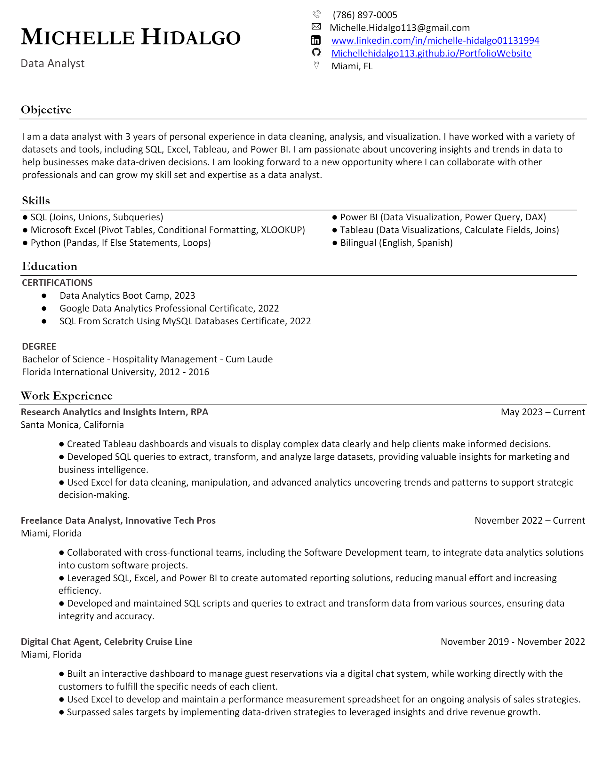 MICHELLE HIDALGO
Data Analyst
(786) 897-0005
Michelle.Hidalgo113@gmail.com
www.linkedin.com/in/michelle-hidalgo01131994
Michellehidalgo113.github.io/PortfolioWebsite
Miami, FL
Objective
I am a data analyst with 3 years of personal experience in data cleaning, analysis, and visualization. I have worked with a variety of
datasets and tools, including SQL, Excel, Tableau, and Power BI. I am passionate about uncovering insights and trends in data to
help businesses make data-driven decisions. I am looking forward to a new opportunity where I can collaborate with other
professionals and can grow my skill set and expertise as a data analyst.
Skills
● SQL (Joins, Unions, Subqueries)
● Microsoft Excel (Pivot Tables, Conditional Formatting, XLOOKUP)
● Python (Pandas, If Else Statements, Loops)
● Power BI (Data Visualization, Power Query, DAX)
● Tableau (Data Visualizations, Calculate Fields, Joins)
● Bilingual (English, Spanish)
Education
CERTIFICATIONS
● Data Analytics Boot Camp, 2023
● Google Data Analytics Professional Certificate, 2022
● SQL From Scratch Using MySQL Databases Certificate, 2022
DEGREE
Bachelor of Science - Hospitality Management - Cum Laude
Florida International University, 2012 - 2016
Work Experience
Research Analytics and Insights Intern, RPA May 2023 – Current
Santa Monica, California
● Created Tableau dashboards and visuals to display complex data clearly and help clients make informed decisions.
● Developed SQL queries to extract, transform, and analyze large datasets, providing valuable insights for marketing and
business intelligence.
● Used Excel for data cleaning, manipulation, and advanced analytics uncovering trends and patterns to support strategic
decision-making.
Freelance Data Analyst, Innovative Tech Pros November 2022 – Current
Miami, Florida
● Collaborated with cross-functional teams, including the Software Development team, to integrate data analytics solutions
into custom software projects.
● Leveraged SQL, Excel, and Power BI to create automated reporting solutions, reducing manual effort and increasing
efficiency.
● Developed and maintained SQL scripts and queries to extract and transform data from various sources, ensuring data
integrity and accuracy.
Digital Chat Agent, Celebrity Cruise Line November 2019 - November 2022
Miami, Florida
● Built an interactive dashboard to manage guest reservations via a digital chat system, while working directly with the
customers to fulfill the specific needs of each client.
● Used Excel to develop and maintain a performance measurement spreadsheet for an ongoing analysis of sales strategies.
● Surpassed sales targets by implementing data-driven strategies to leveraged insights and drive revenue growth.